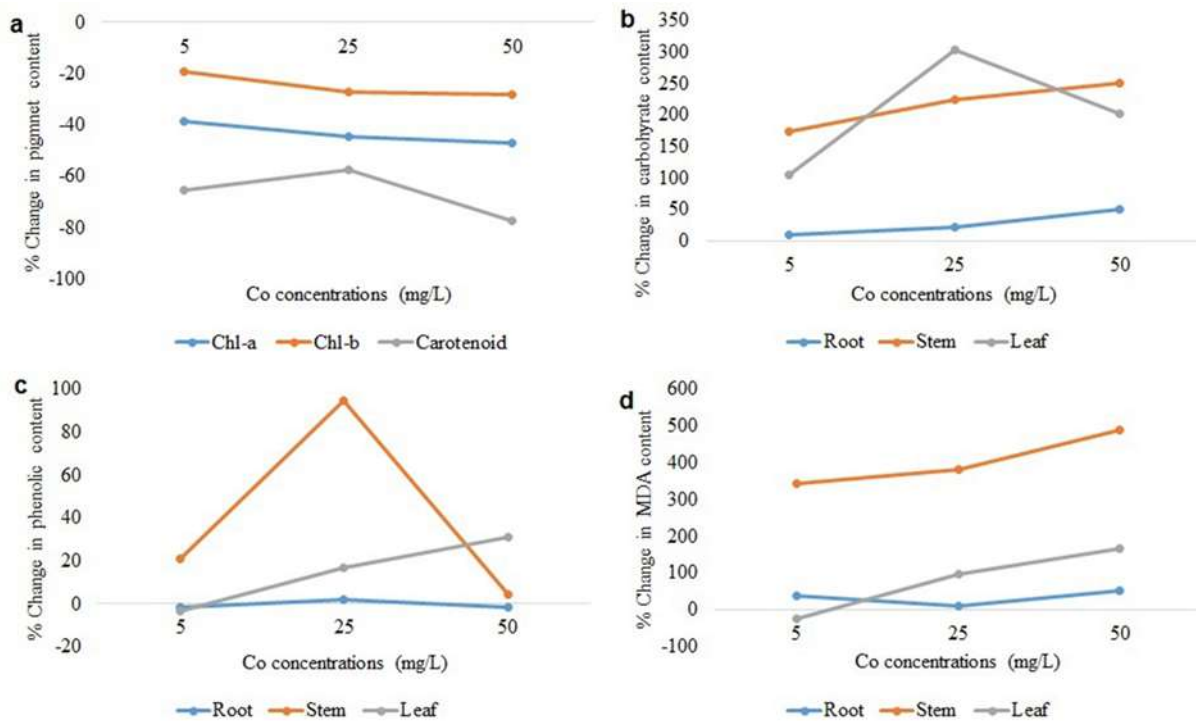 a
% Change in pigmnet content
0
-20
-40
-60
-80
-100
5 25 50
Co concentrations (mg/L)
Chl-a Chl-b Carotenoid
b
% Change in carbohyrate content
350
300
250
200
150
100
50
0
5 25 50
Co concentrations (mg/L)
Root Stem Leaf
c
% Change in phenolic content
100
80
60
40
20
0
-20
5 25 50
Co concentrations (mg/L)
Root Stem Leaf
d
% Change in MDA content
600
500
400
300
200
100
0
-100
5 25 50
Co concentrations (mg/L)
Root Stem Leaf